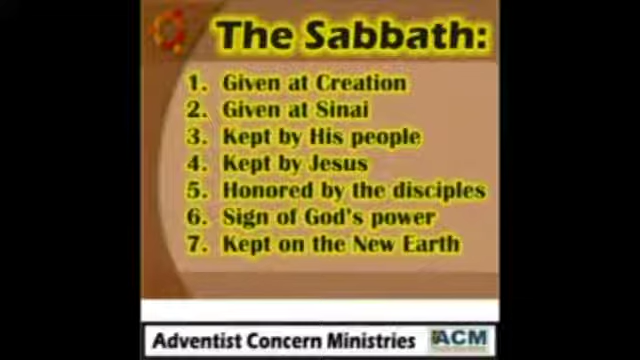 The Sabbath:
1. Given at Creation
2. Given at Sinai
3. Kept by His people
4. Kept by Jesus
5. Honored by the disciples
6. Sign of God's power
7. Kept on the New Earth
Adventist Concern Ministries
ACM